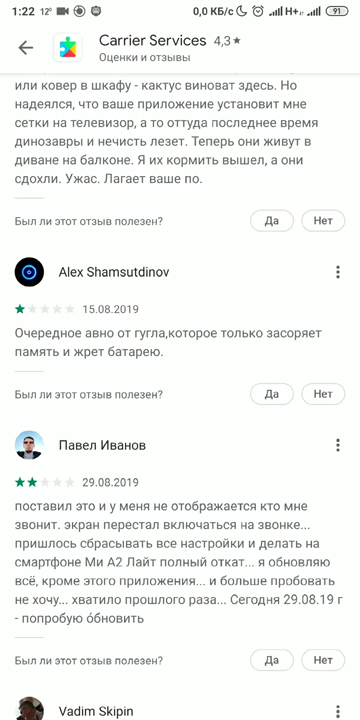 1:22 12° 0,0 КБ/с H+ 91
Carrier Services 4,3★
Оценки и отзывы
или ковер в шкафу - кактус виноват здесь. Но
надеялся, что ваше приложение установит мне
сетки на телевизор, а то оттуда последнее время
динозавры и нечисть лезет. Теперь они живут в
диване на балконе. Я их кормить вышел, а они
сдохли. Ужас. Лагает ваше по.
Был ли этот отзыв полезен? Да Нет
Alex Shamsutdinov
15.08.2019
Очередное авно от гугла,которое только засоряет
память и жрет батарею.
Был ли этот отзыв полезен? Да Нет
Павел Иванов
29.08.2019
поставил это и у меня не отображается кто мне
звонит. экран перестал включаться на звонке...
пришлось сбрасывать все настройки и делать на
смартфоне Ми А2 Лайт полный откат... я обновляю
всё, кроме этого приложения... и больше пробовать
не хочу... хватило прошлого раза... Сегодня 29.08.19 г
- попробую о́бновить
Был ли этот отзыв полезен? Да Нет
Vadim Skipin